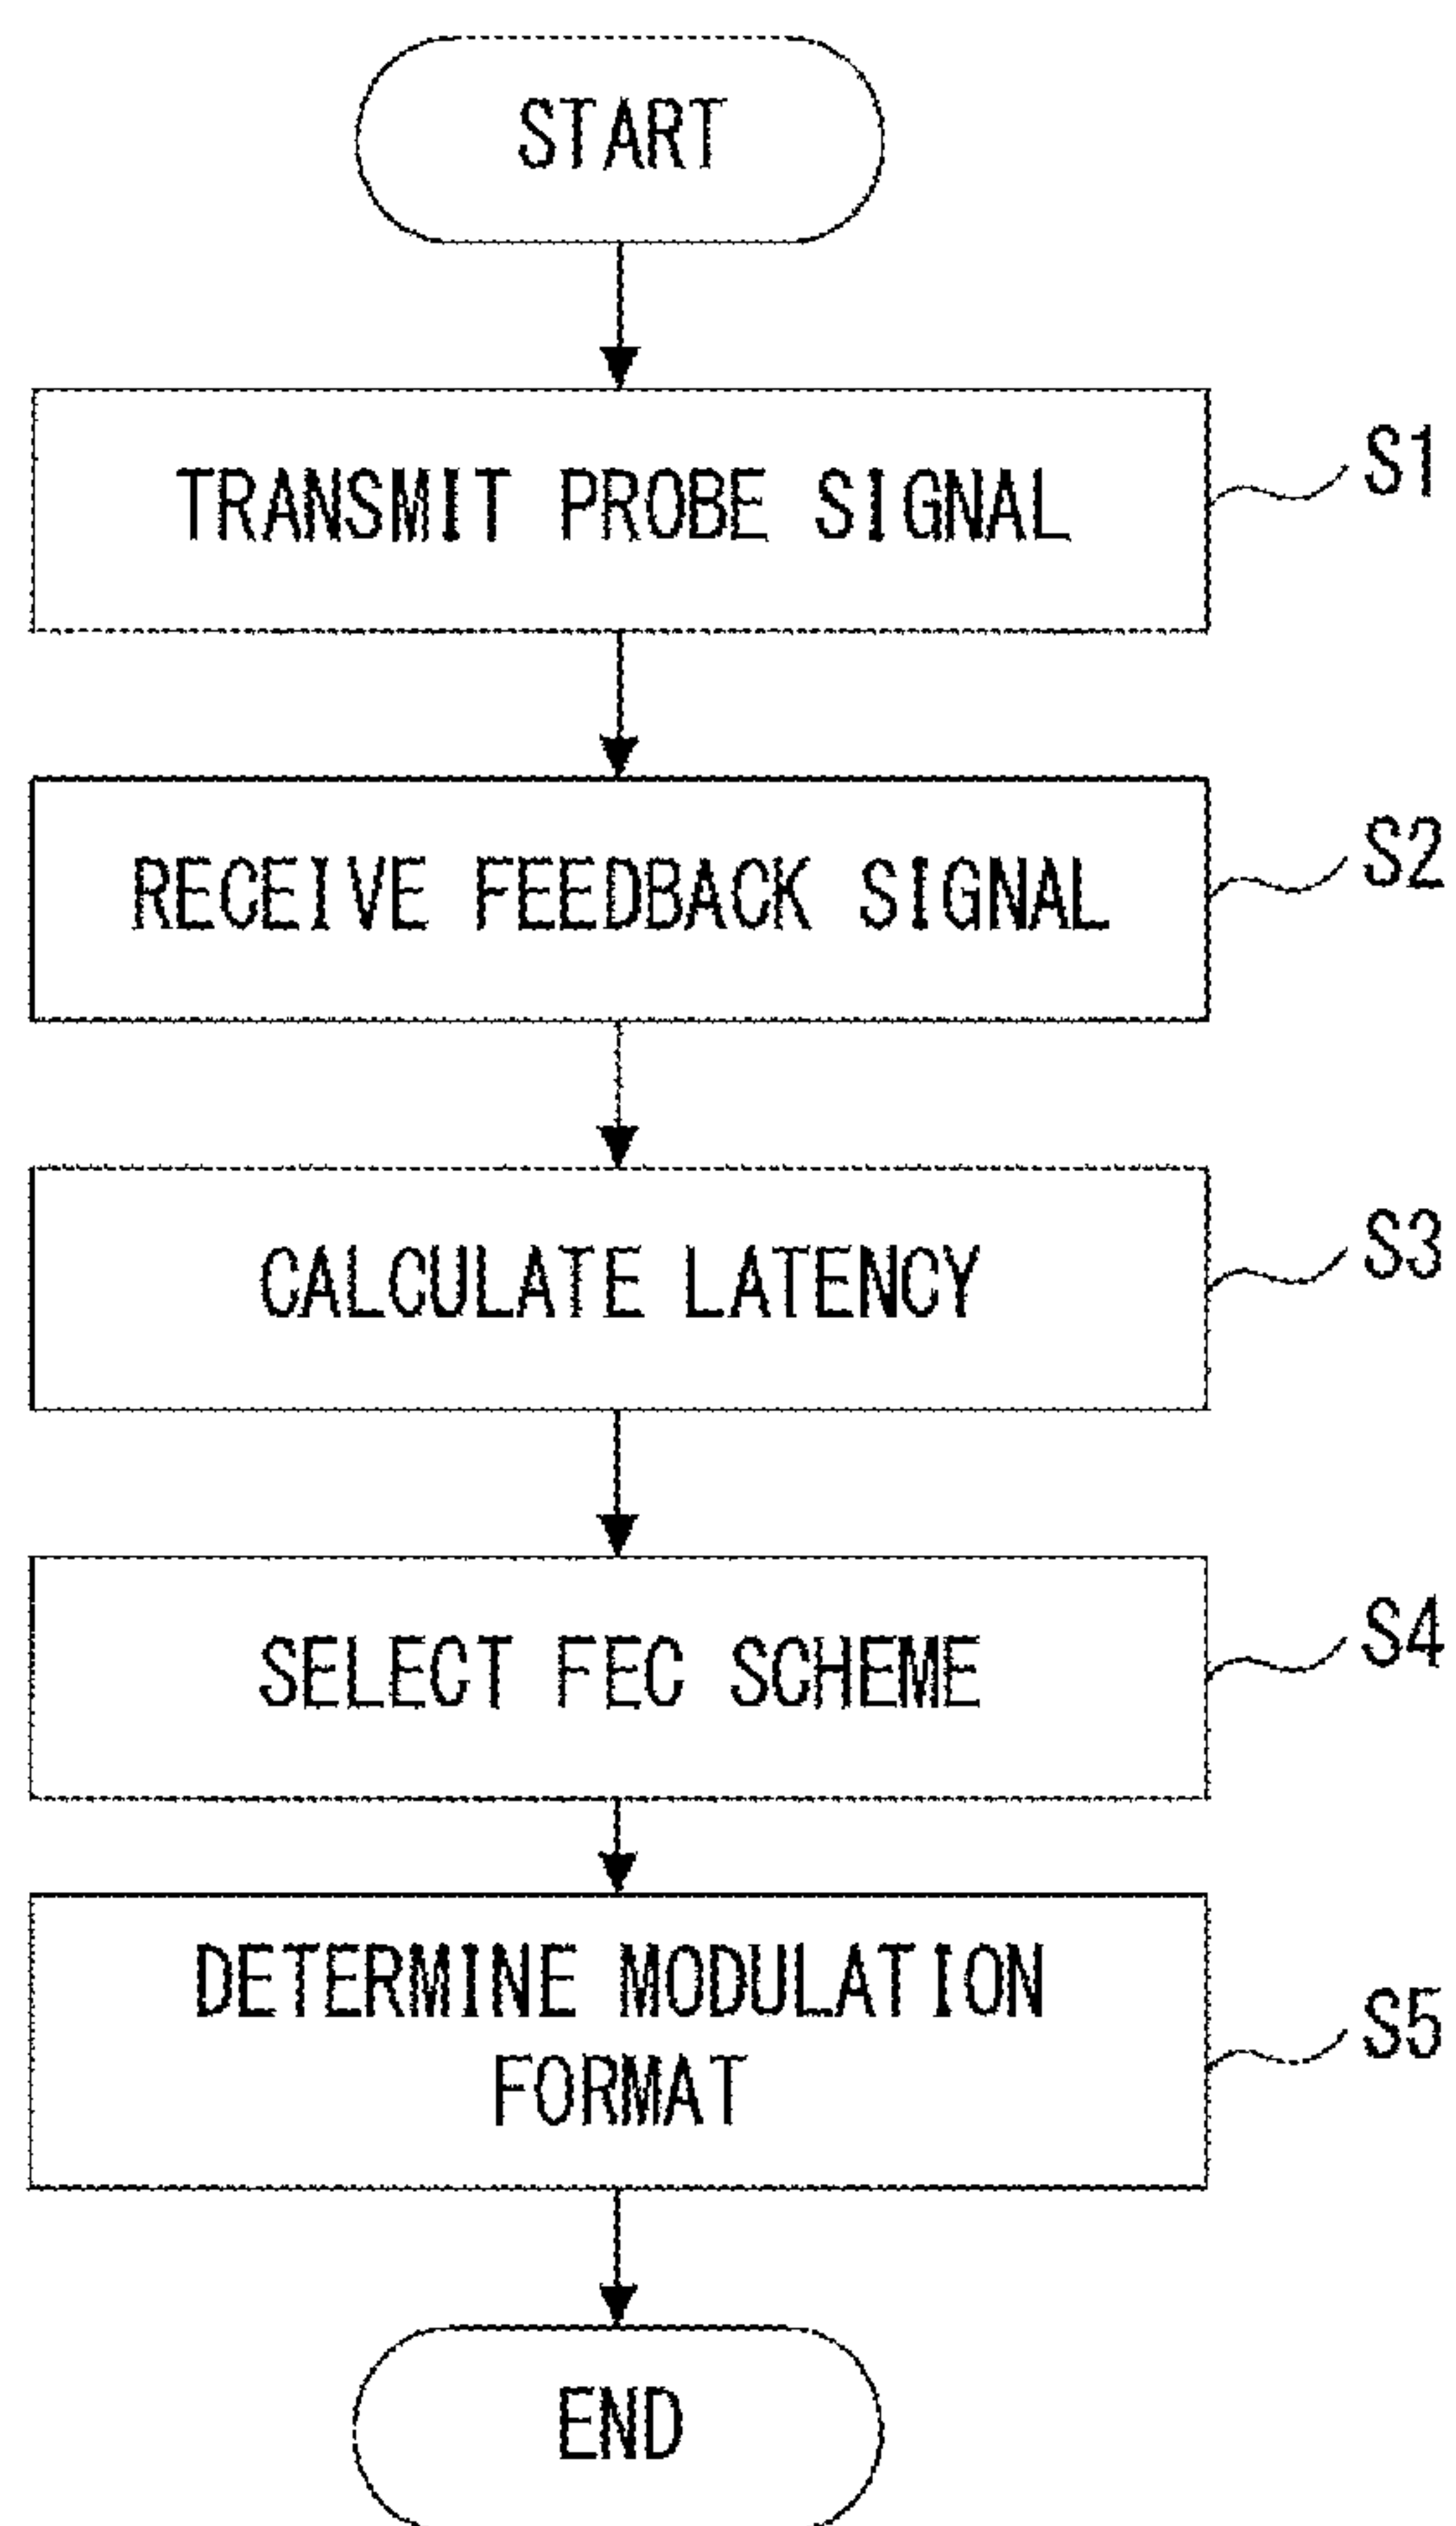 START
TRANSMIT PROBE SIGNAL
S1
RECEIVE FEEDBACK SIGNAL
S2
CALCULATE LATENCY
S3
SELECT FEC SCHEME
S4
DETERMINE MODULATION
FORMAT
S5
END